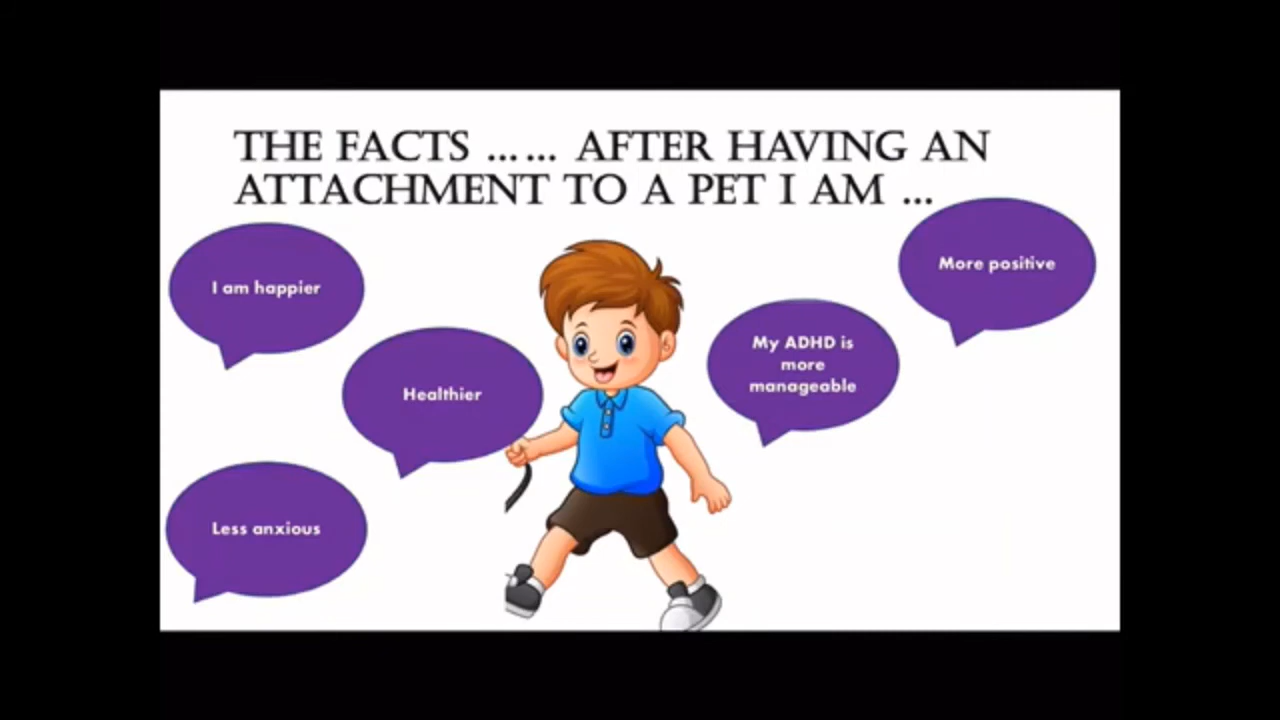 THE FACTS ...... AFTER HAVING AN
ATTACHMENT TO A PET I AM ...
I am happier
More positive
Healthier
My ADHD is
more
manageable
Less anxious